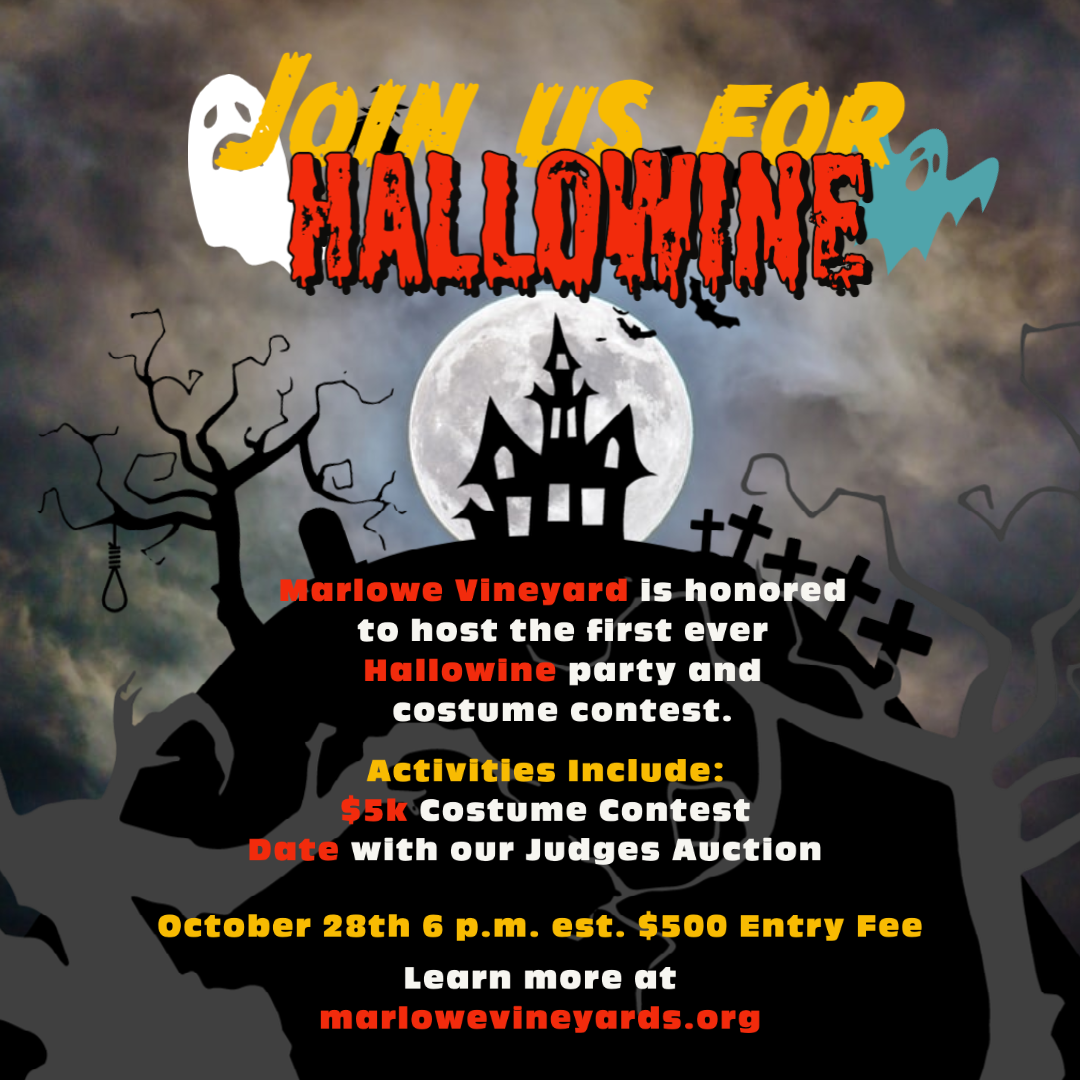 Join us for
HALLOWINE
Marlowe Vineyard is honored
to host the first ever
Hallowine party and
costume contest.
Activities Include:
$5k Costume Contest
Date with our Judges Auction
October 28th 6 p.m. est. $500 Entry Fee
Learn more at
marlowevineyards.org